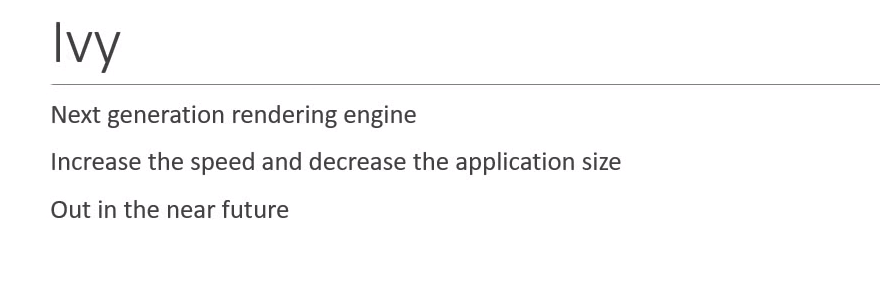 Ivy
Next generation rendering engine
Increase the speed and decrease the application size
Out in the near future